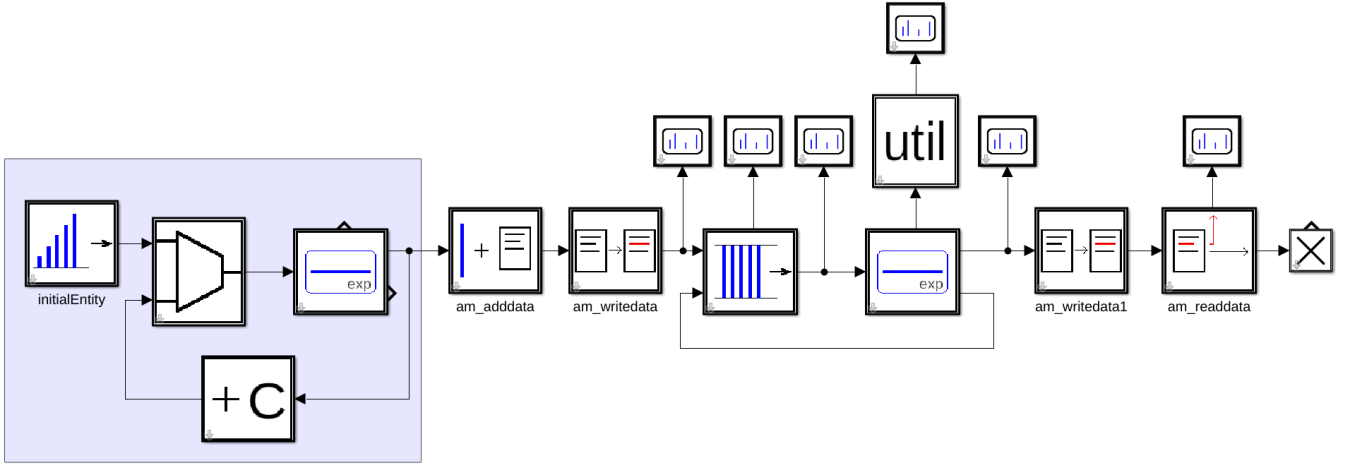 util
initialEntity
exp
+ C
am_adddata
+
am_writedata
exp
am_writedata1
am_readdata